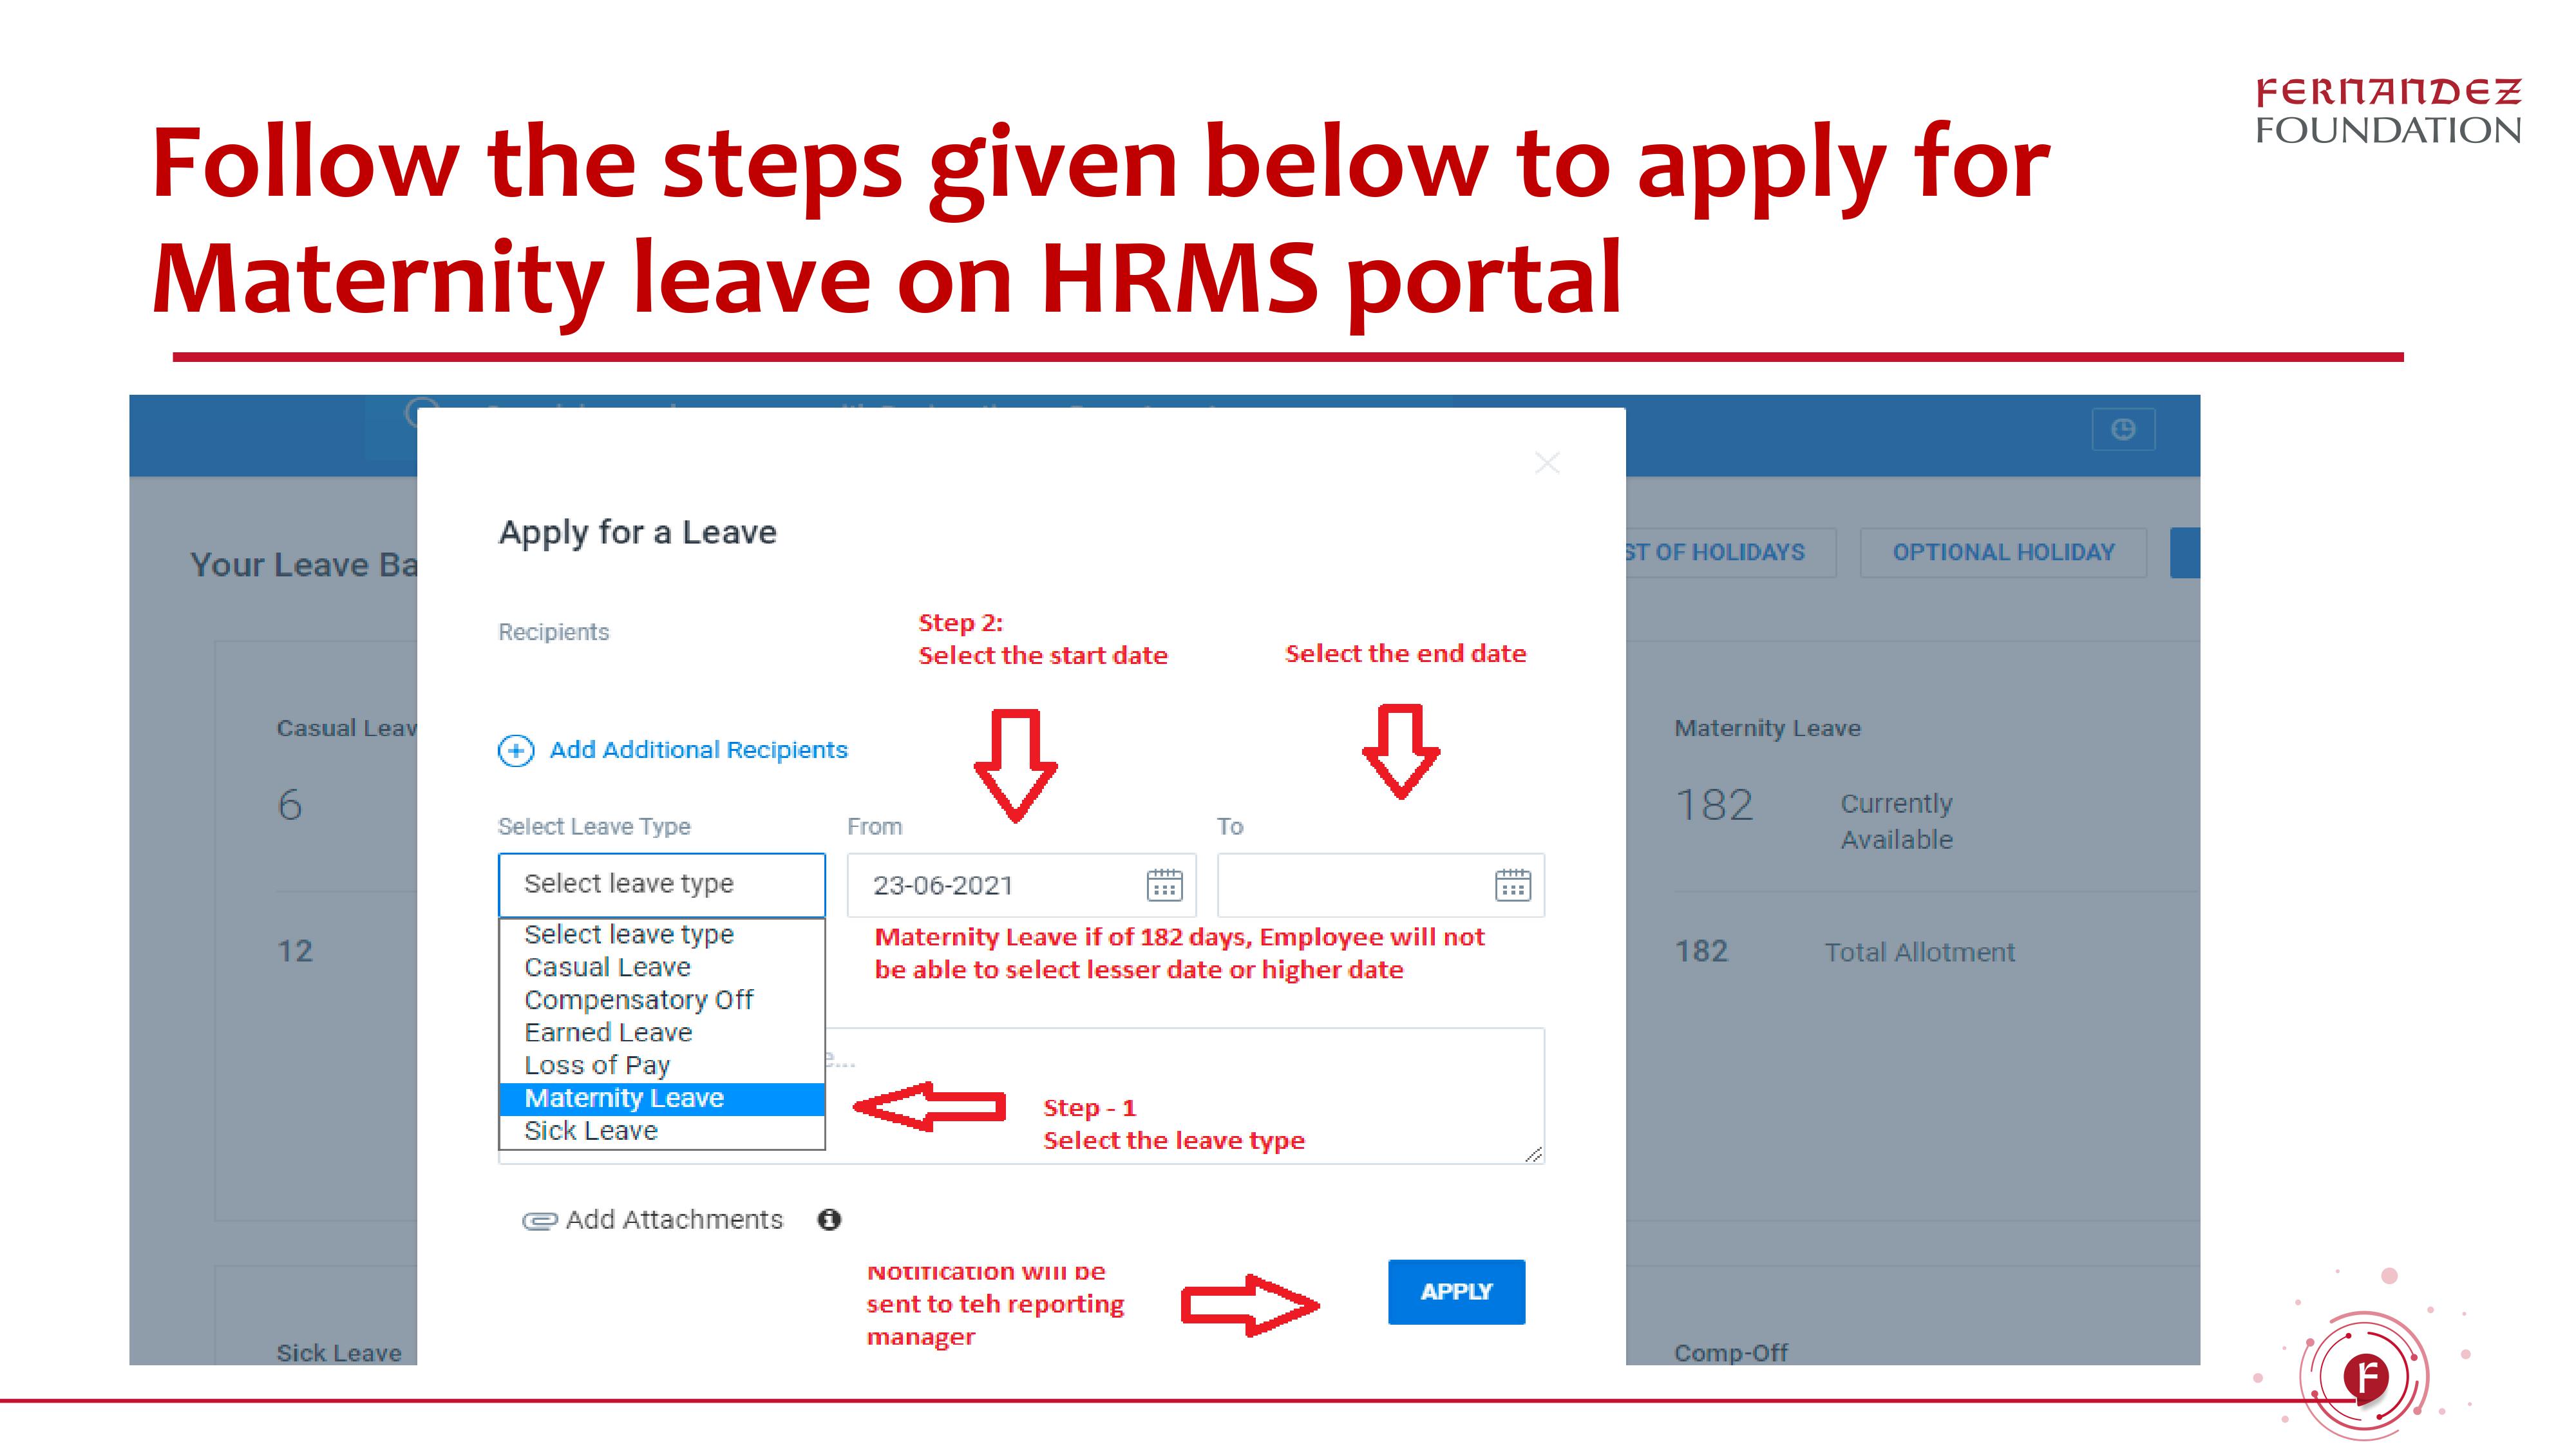 FERNANDEZ
FOUNDATION
Follow the steps given below to apply for
Maternity leave on HRMS portal
Apply for a Leave
Your Leave Ba
ST OF HOLIDAYS
OPTIONAL HOLIDAY
Recipients
Step 2:
Select the start date
Select the end date
Casual Leav
Add Additional Recipients
Maternity Leave
6
182
Currently
Available
Select Leave Type
From
To
Select leave type
23-06-2021
Select leave type
Casual Leave
Compensatory Off
Earned Leave
Loss of Pay
Maternity Leave
Sick Leave
Maternity Leave if of 182 days, Employee will not
be able to select lesser date or higher date
12
182
Total Allotment
e...
Step - 1
Select the leave type
Add Attachments
Notification will be
sent to teh reporting
manager
APPLY
Sick Leave
Comp-Off
F